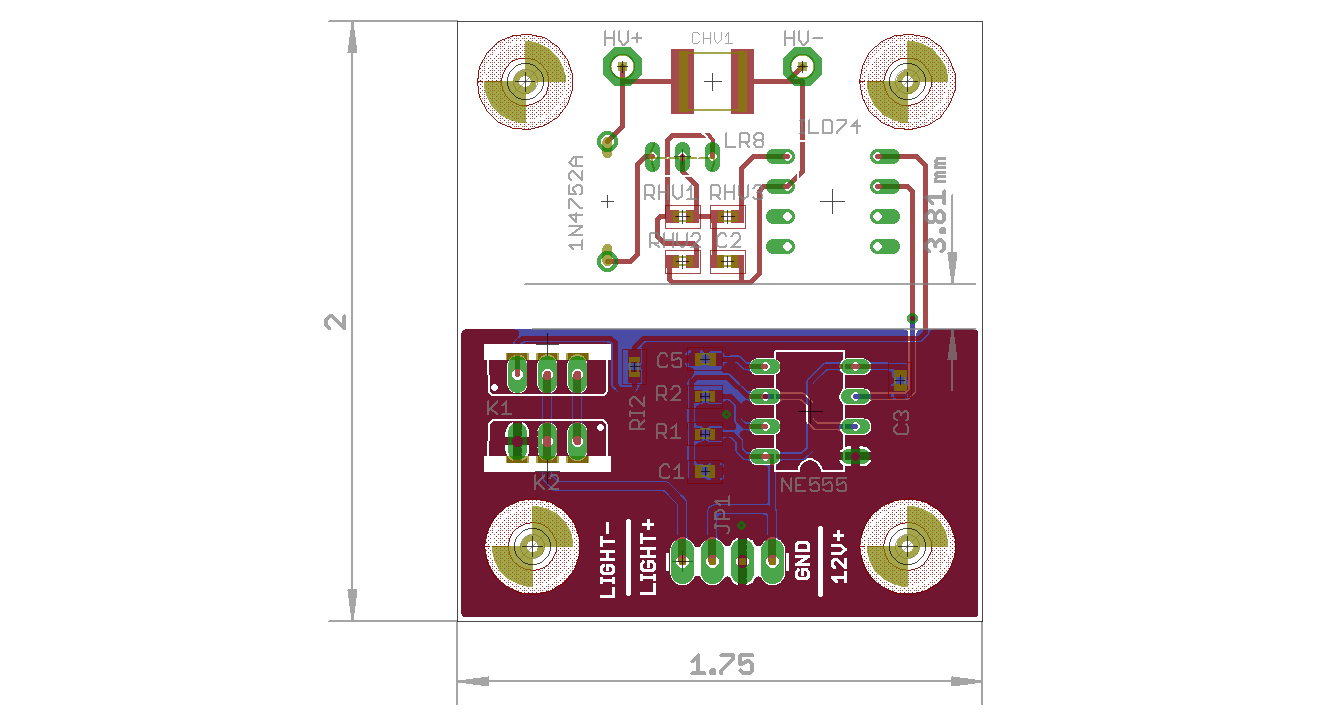 HV+
CHV1
HV-
LR8
ILD74
1N4752A
RHV1
RHV3
RHV2
C2
3.81 mm
2
K1
K2
RI2
C5
R2
R1
C1
C3
NE555
JP1
LIGHT-
LIGHT+
GND
12V+
1.75